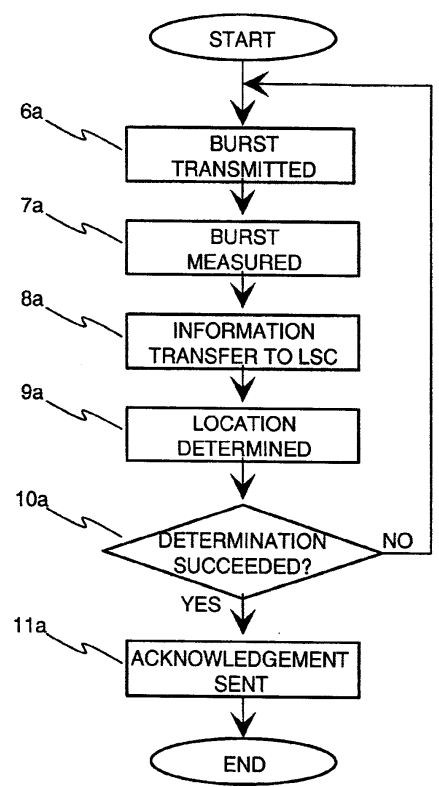 START
6a
BURST
TRANSMITTED
7a
BURST
MEASURED
8a
INFORMATION
TRANSFER TO LSC
9a
LOCATION
DETERMINED
10a
DETERMINATION
SUCCEEDED?
NO
YES
11a
ACKNOWLEDGEMENT
SENT
END